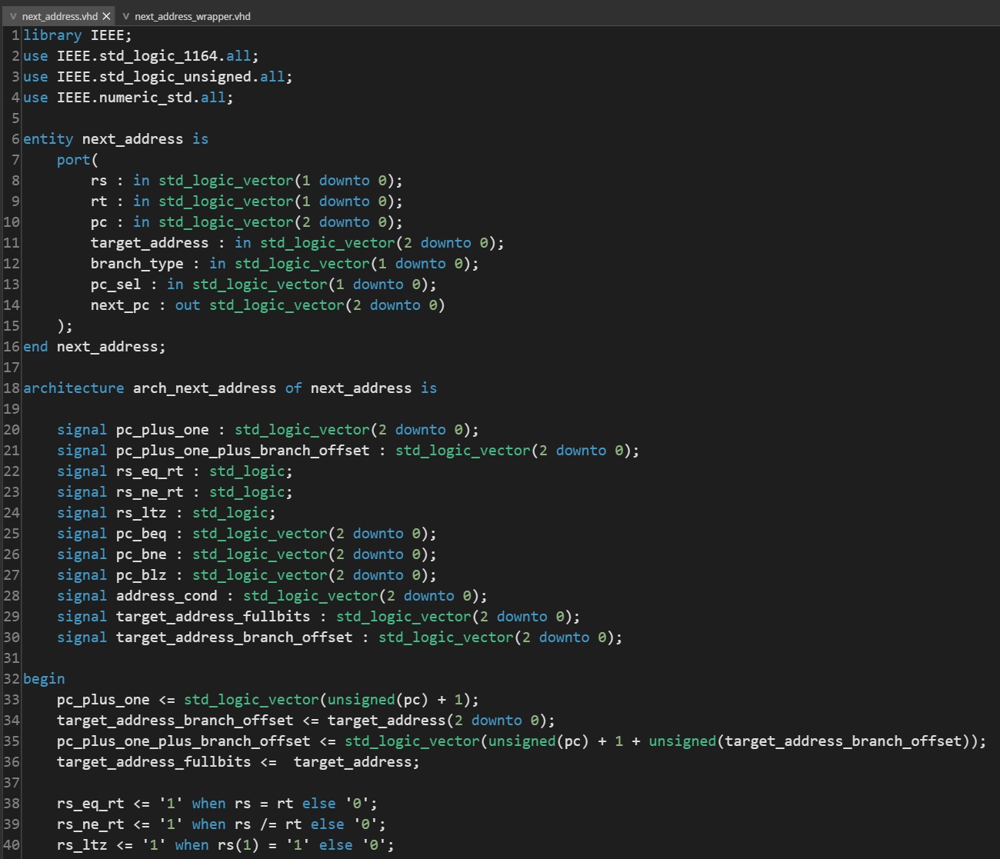 next_address.vhd next_address_wrapper.vhd
1 library IEEE;
2 use IEEE.std_logic_1164.all;
3 use IEEE.std_logic_unsigned.all;
4 use IEEE.numeric_std.all;
5
6 entity next_address is
7     port(
8         rs : in std_logic_vector(1 downto 0);
9         rt : in std_logic_vector(1 downto 0);
10         pc : in std_logic_vector(2 downto 0);
11         target_address : in std_logic_vector(2 downto 0);
12         branch_type : in std_logic_vector(1 downto 0);
13         pc_sel : in std_logic_vector(1 downto 0);
14         next_pc : out std_logic_vector(2 downto 0)
15     );
16 end next_address;
17
18 architecture arch_next_address of next_address is
19
20     signal pc_plus_one : std_logic_vector(2 downto 0);
21     signal pc_plus_one_plus_branch_offset : std_logic_vector(2 downto 0);
22     signal rs_eq_rt : std_logic;
23     signal rs_ne_rt : std_logic;
24     signal rs_ltz : std_logic;
25     signal pc_beq : std_logic_vector(2 downto 0);
26     signal pc_bne : std_logic_vector(2 downto 0);
27     signal pc_blz : std_logic_vector(2 downto 0);
28     signal address_cond : std_logic_vector(2 downto 0);
29     signal target_address_fullbits : std_logic_vector(2 downto 0);
30     signal target_address_branch_offset : std_logic_vector(2 downto 0);
31
32 begin
33     pc_plus_one <= std_logic_vector(unsigned(pc) + 1);
34     target_address_branch_offset <= target_address(2 downto 0);
35     pc_plus_one_plus_branch_offset <= std_logic_vector(unsigned(pc) + 1 + unsigned(target_address_branch_offset));
36     target_address_fullbits <=  target_address;
37
38     rs_eq_rt <= '1' when rs = rt else '0';
39     rs_ne_rt <= '1' when rs /= rt else '0';
40     rs_ltz <= '1' when rs(1) = '1' else '0';